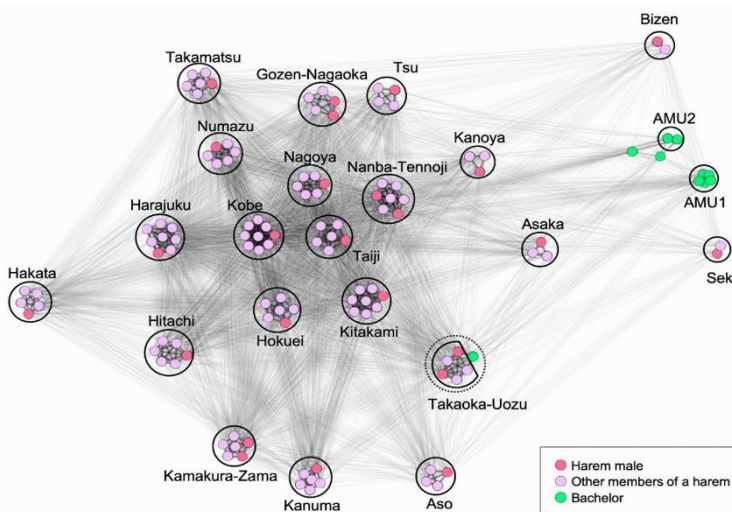 Bizen
Takamatsu
Gozen-Nagaoka
Tsu
AMU2
Numazu
Kanoya
Nagoya
Nanba-Tennoji
AMU1
Harajuku
Kobe
Asaka
Taiji
Seki
Hakata
Hitachi
Hokuei
Kitakami
Takaoka-Uozu
Kamakura-Zama
Kanuma
Aso
Harem male
Other members of a harem
Bachelor